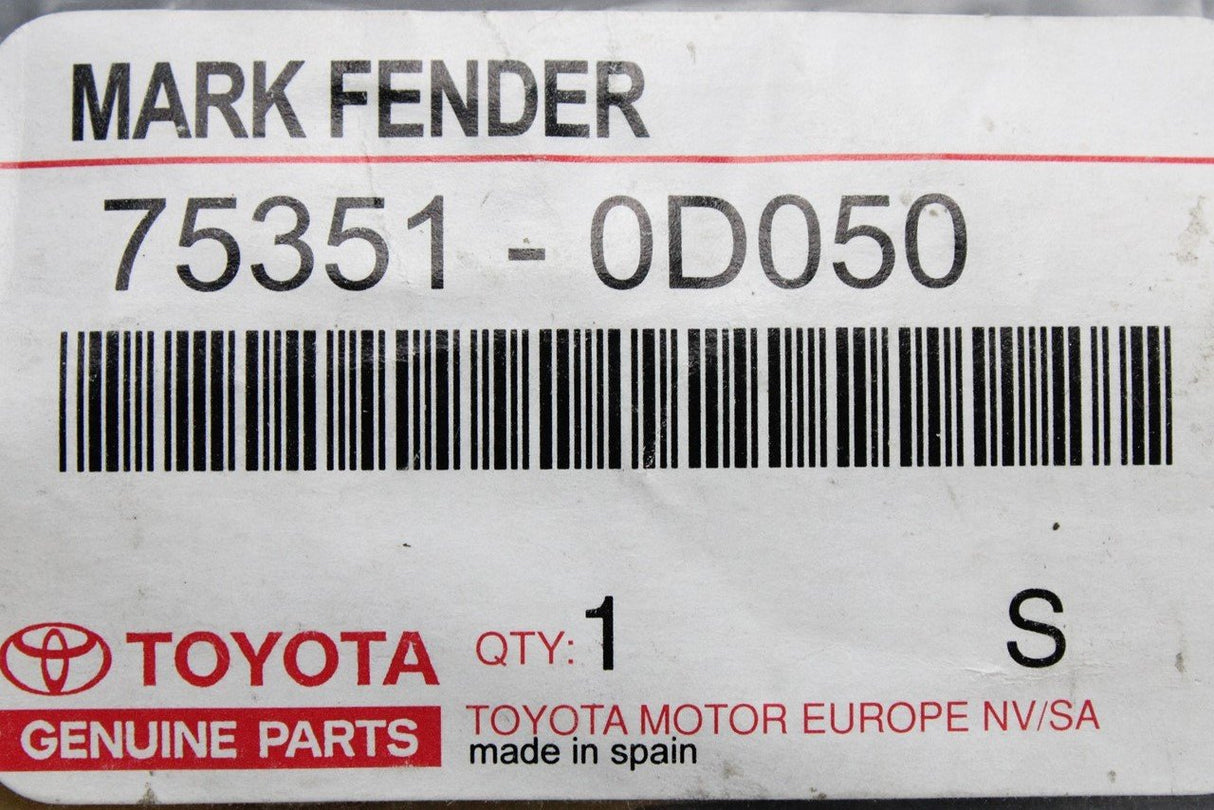 MARK FENDER
75351 - 0D050
TOYOTA
GENUINE PARTS
QTY: 1
S
TOYOTA MOTOR EUROPE NV/SA
made in spain